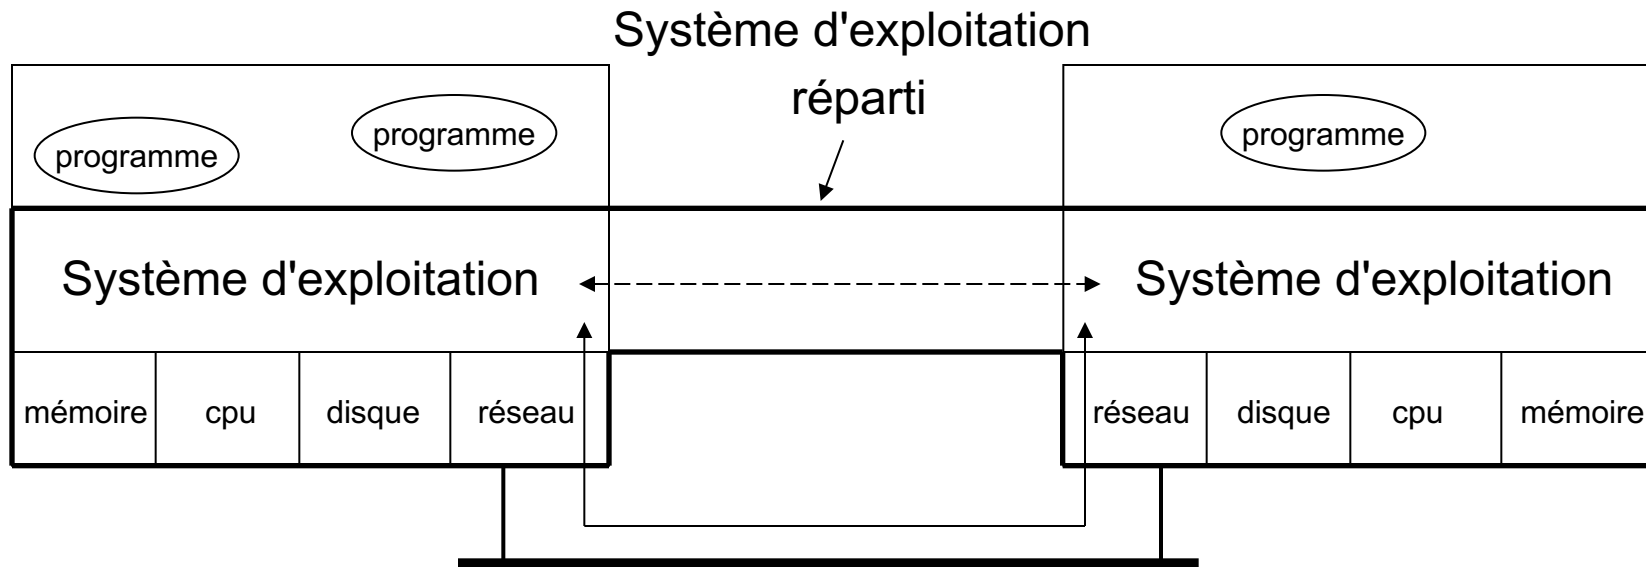 Système d'exploitation
réparti
programme
programme
programme
Système d'exploitation
Système d'exploitation
mémoire
cpu
disque
réseau
réseau
disque
cpu
mémoire